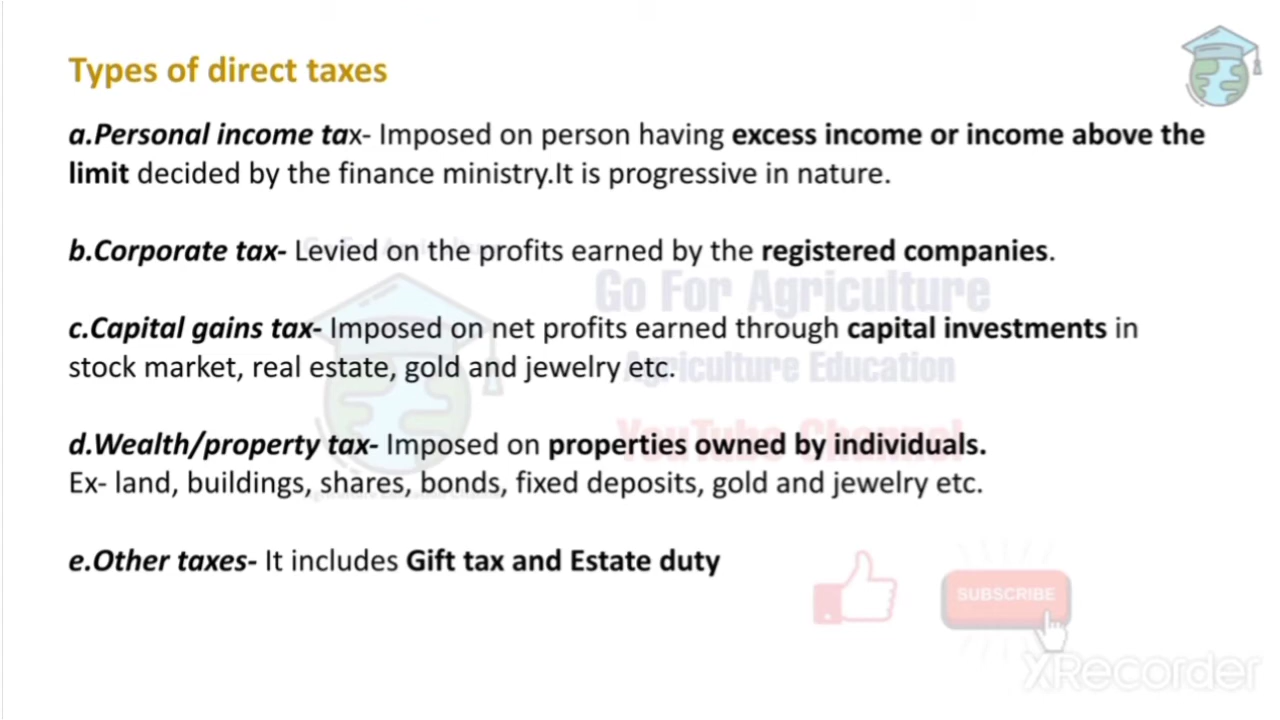 Types of direct taxes
a.Personal income tax- Imposed on person having excess income or income above the
limit decided by the finance ministry.It is progressive in nature.
b.Corporate tax- Levied on the profits earned by the registered companies.
Go For Agriculture
c.Capital gains tax- Imposed on net profits earned through capital investments in
stock market, real estate, gold and jewelry etc.
Agriculture Education
YouTube Channel
d.Wealth/property tax- Imposed on properties owned by individuals.
Ex- land, buildings, shares, bonds, fixed deposits, gold and jewelry etc.
e.Other taxes- It includes Gift tax and Estate duty
SUBSCRIBE
XRecorder